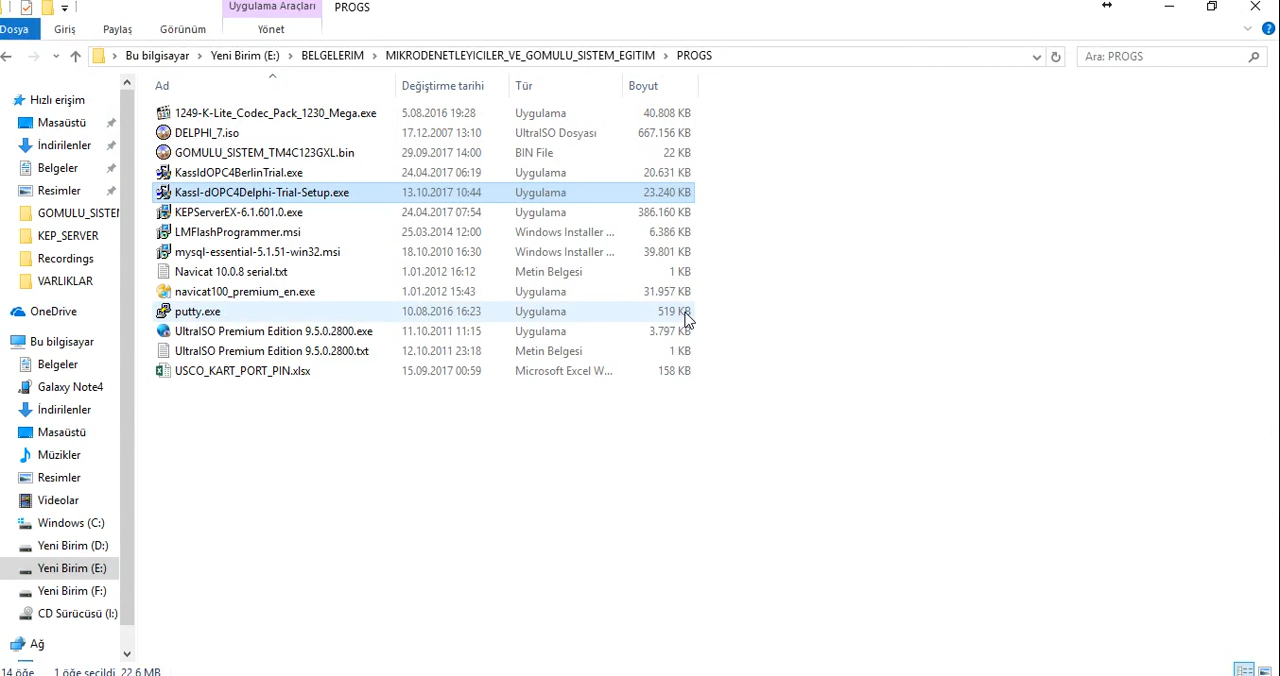 Uygulama Araçları PROGS
Dosya Giriş Paylaş Görünüm Yönet
Bu bilgisayar > Yeni Birim (E:) > BELGELERIM > MIKRODENETLEYICILER_VE_GOMULU_SISTEM_EGITIM > PROGS Ara: PROGS
Ad Değiştirme tarihi Tür Boyut
1249-K-Lite_Codec_Pack_1230_Mega.exe 5.08.2016 19:28 Uygulama 40.808 KB
DELPHI_7.iso 17.12.2007 13:10 UltraISO Dosyası 667.156 KB
GOMULU_SISTEM_TM4C123GXL.bin 29.09.2017 14:00 BIN File 22 KB
KassIdOPC4BerlinTrial.exe 24.04.2017 06:19 Uygulama 20.631 KB
Kassl-dOPC4Delphi-Trial-Setup.exe 13.10.2017 10:44 Uygulama 23.240 KB
KEPServerEX-6.1.601.0.exe 24.04.2017 07:54 Uygulama 386.160 KB
LMFlashProgrammer.msi 25.03.2014 12:00 Windows Installer ... 6.386 KB
mysql-essential-5.1.51-win32.msi 18.10.2010 16:30 Windows Installer ... 39.801 KB
Navicat 10.0.8 serial.txt 1.01.2012 16:12 Metin Belgesi 1 KB
navicat100_premium_en.exe 1.01.2012 15:43 Uygulama 31.957 KB
putty.exe 10.08.2016 16:23 Uygulama 519 KB
UltraISO Premium Edition 9.5.0.2800.exe 11.10.2011 11:15 Uygulama 3.797 KB
UltraISO Premium Edition 9.5.0.2800.txt 12.10.2011 23:18 Metin Belgesi 1 KB
USCO_KART_PORT_PIN.xlsx 15.09.2017 00:59 Microsoft Excel W... 158 KB
Hızlı erişim
Masaüstü
İndirilenler
Belgeler
Resimler
GOMULU_SISTEM
KEP_SERVER
Recordings
VARLIKLAR
OneDrive
Bu bilgisayar
Belgeler
Galaxy Note4
İndirilenler
Masaüstü
Müzikler
Resimler
Videolar
Windows (C:)
Yeni Birim (D:)
Yeni Birim (E:)
Yeni Birim (F:)
CD Sürücüsü (I:)
Ağ
14 öğe 1 öğe seçildi 22,6 MB